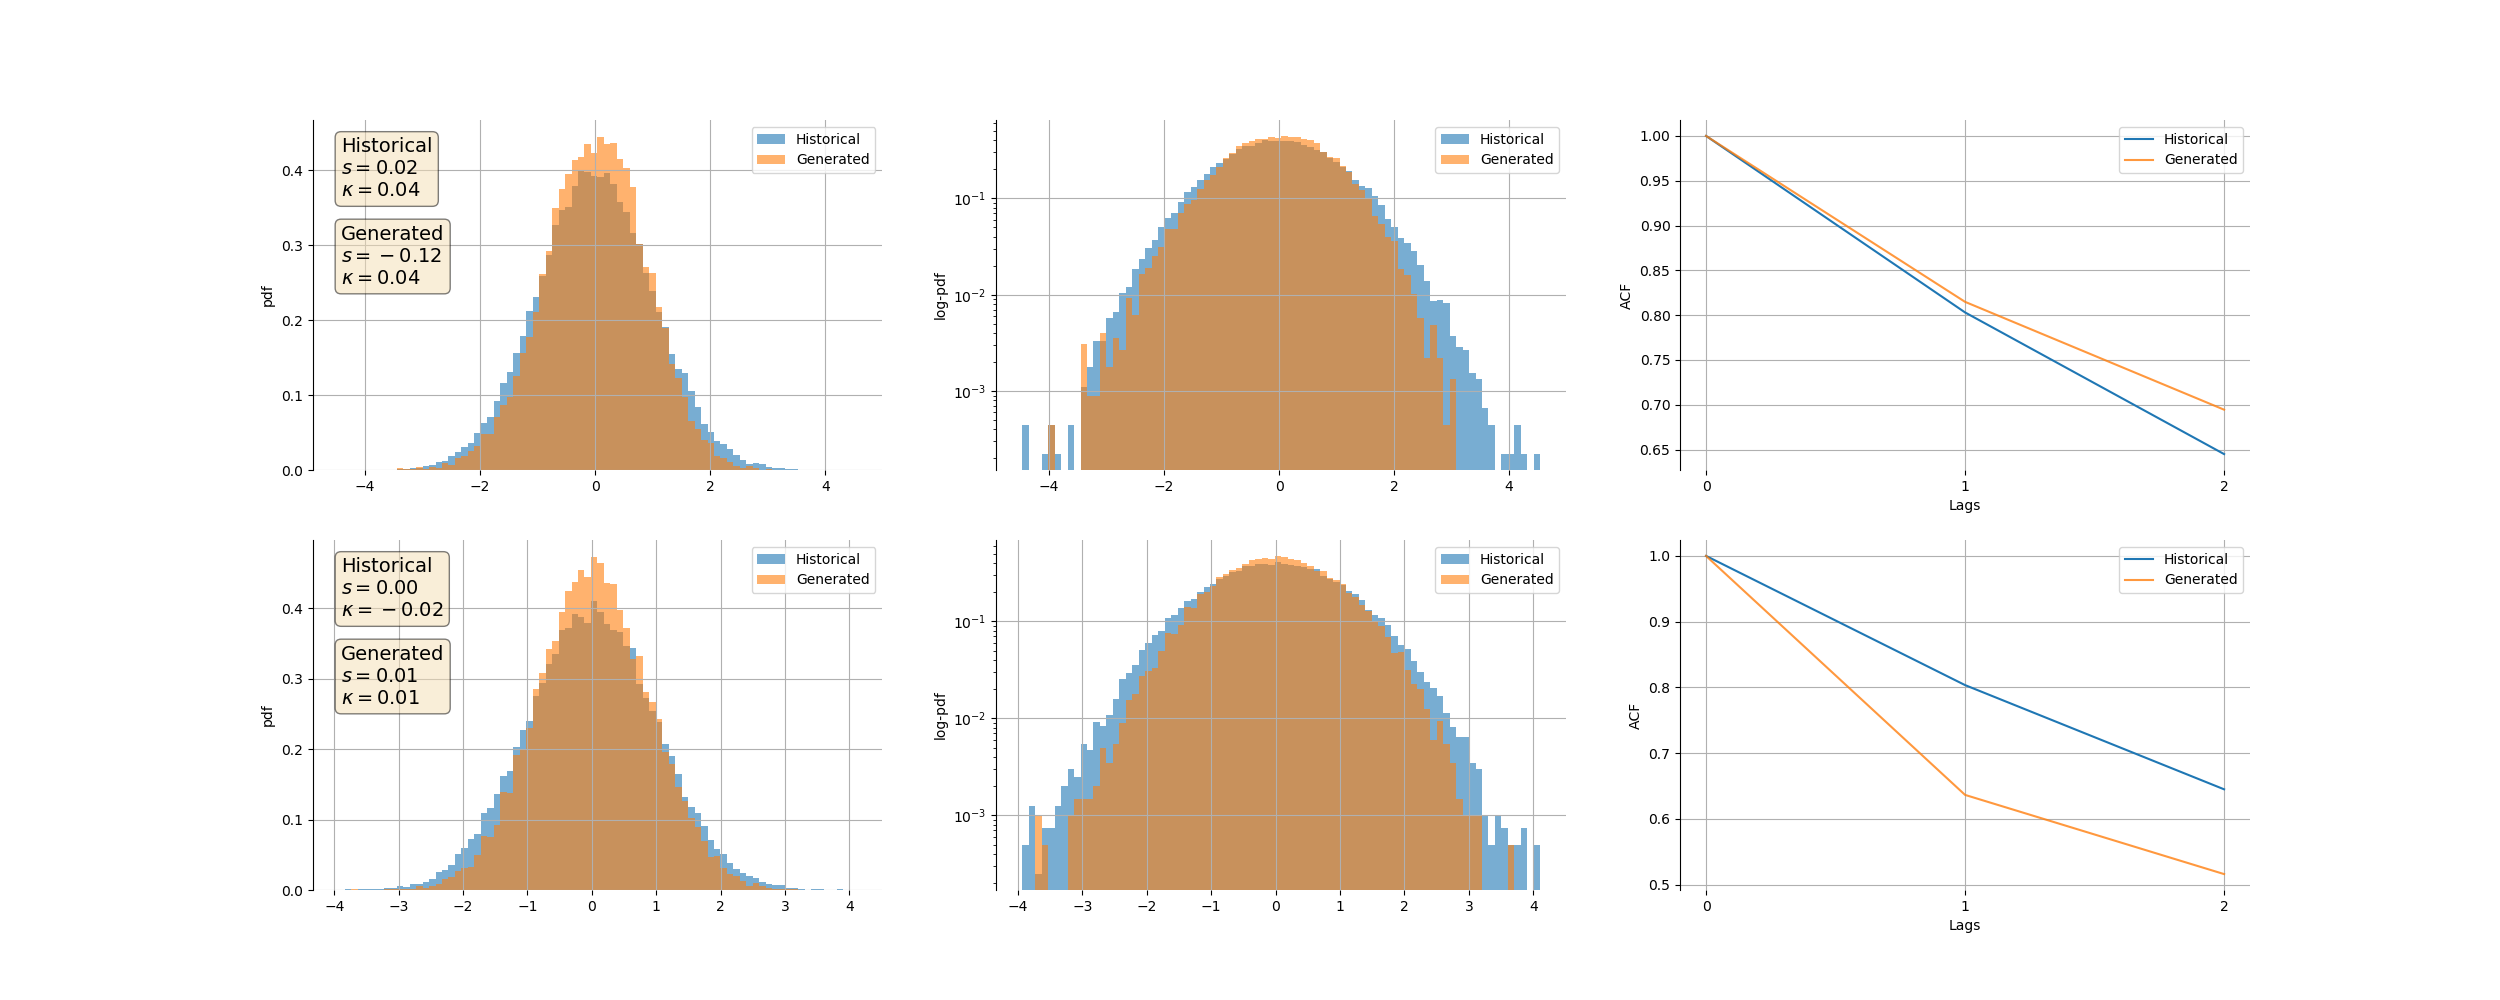 Historical
s = 0.02
κ = 0.04
Generated
s = −0.12
κ = 0.04
Historical
Generated
pdf
0.4
0.3
0.2
0.1
0.0
−4 −2 0 2 4
Historical
Generated
log-pdf
10⁻¹
10⁻²
10⁻³
−4 −2 0 2 4
Historical
Generated
ACF
1.00
0.95
0.90
0.85
0.80
0.75
0.70
0.65
0 1 2
Lags
Historical
s = 0.00
κ = −0.02
Generated
s = 0.01
κ = 0.01
Historical
Generated
pdf
0.4
0.3
0.2
0.1
0.0
−4 −3 −2 −1 0 1 2 3 4
Historical
Generated
log-pdf
10⁻¹
10⁻²
10⁻³
−4 −3 −2 −1 0 1 2 3 4
Historical
Generated
ACF
1.0
0.9
0.8
0.7
0.6
0.5
0 1 2
Lags